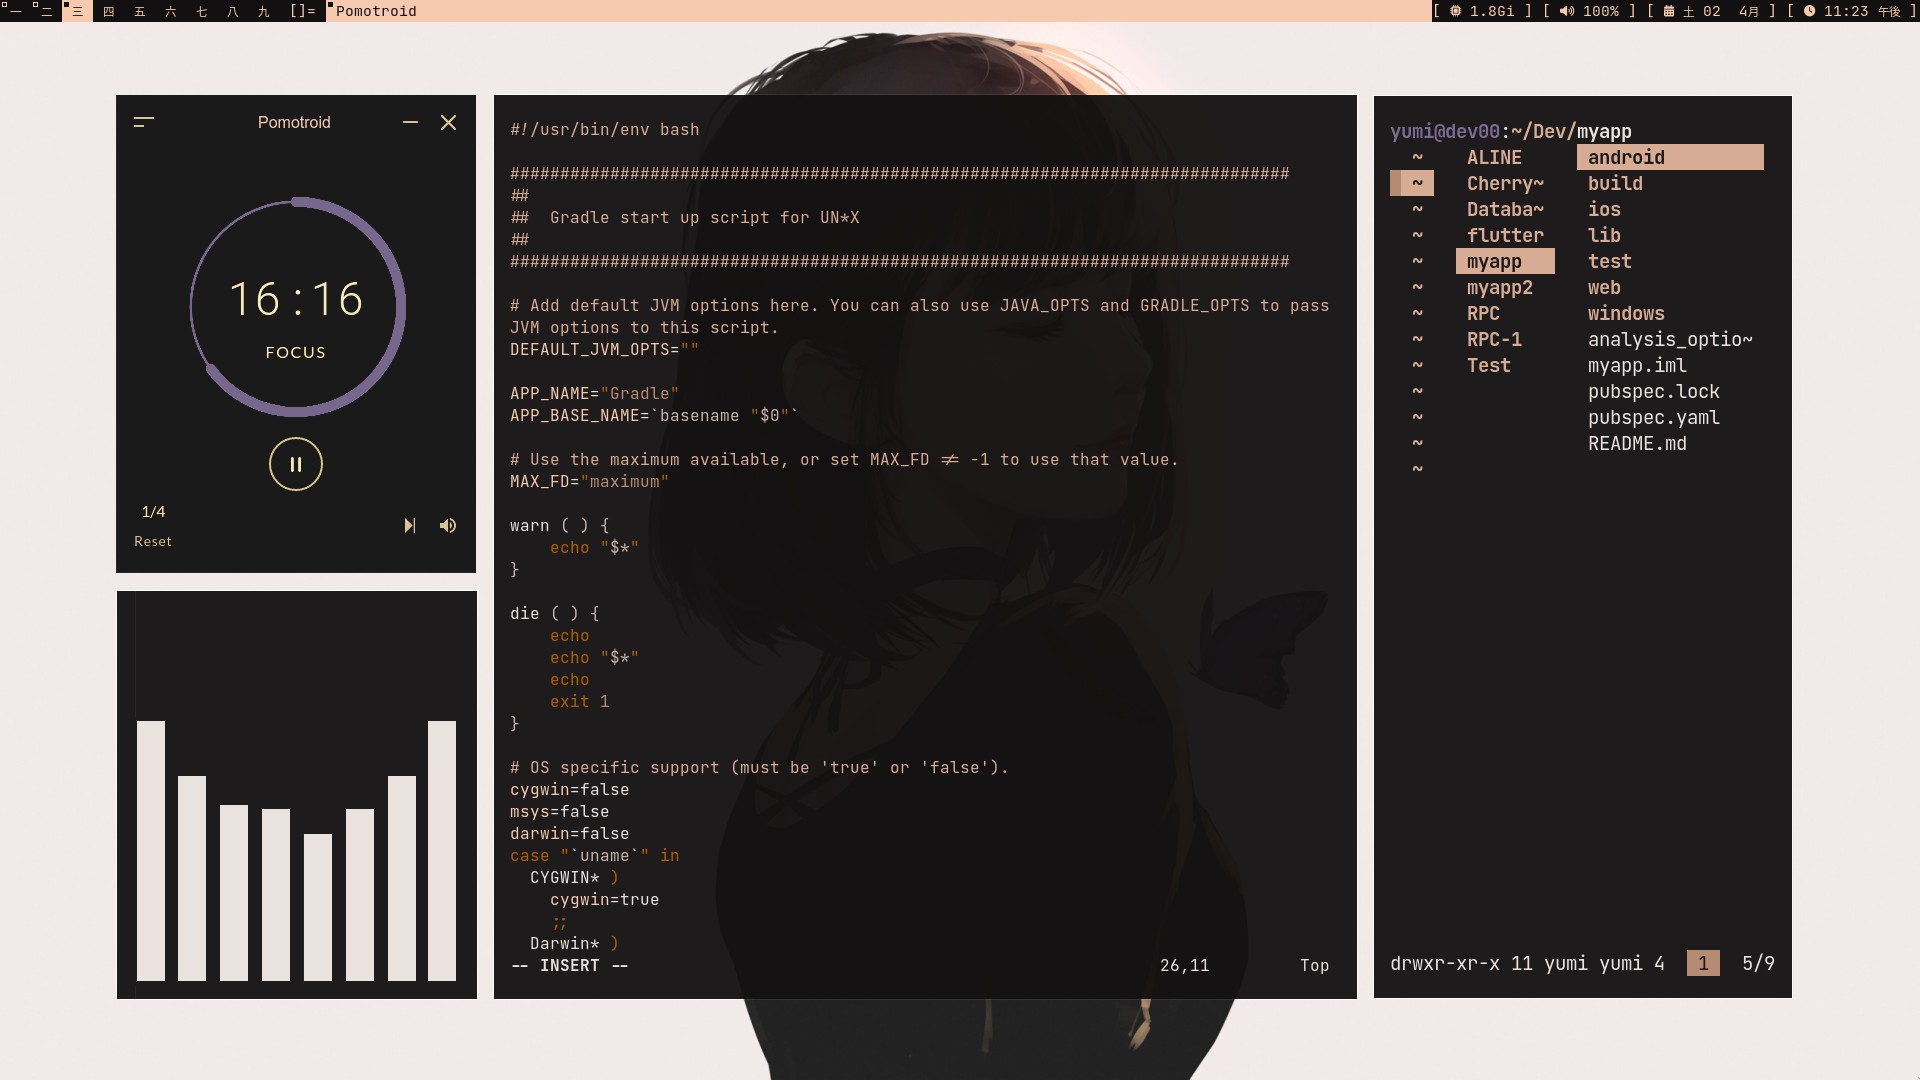 一 二 三 四 五 六 七 八 九 []= Pomotroid [ 1.8Gi ] [ 100% ] [ 土 02 4月 ] [ 11:23 午後 ]
Pomotroid
16:16
FOCUS
1/4
Reset
#!/usr/bin/env bash
##############################################################################
##
## Gradle start up script for UN*X
##
##############################################################################
# Add default JVM options here. You can also use JAVA_OPTS and GRADLE_OPTS to pass
JVM options to this script.
DEFAULT_JVM_OPTS=""
APP_NAME="Gradle"
APP_BASE_NAME=`basename "$0"`
# Use the maximum available, or set MAX_FD != -1 to use that value.
MAX_FD="maximum"
warn ( ) {
    echo "$*"
}
die ( ) {
    echo
    echo "$*"
    echo
    exit 1
}
# OS specific support (must be 'true' or 'false').
cygwin=false
msys=false
darwin=false
case "`uname`" in
  CYGWIN* )
    cygwin=true
    ;;
  Darwin* )
-- INSERT -- 26,11 Top
yumi@dev00:~/Dev/myapp
~ ALINE android
~ Cherry~ build
~ Databa~ ios
~ flutter lib
~ myapp test
~ myapp2 web
~ RPC windows
~ RPC-1 analysis_optio~
~ Test myapp.iml
~ pubspec.lock
~ pubspec.yaml
~ README.md
~
drwxr-xr-x 11 yumi yumi 4 1 5/9